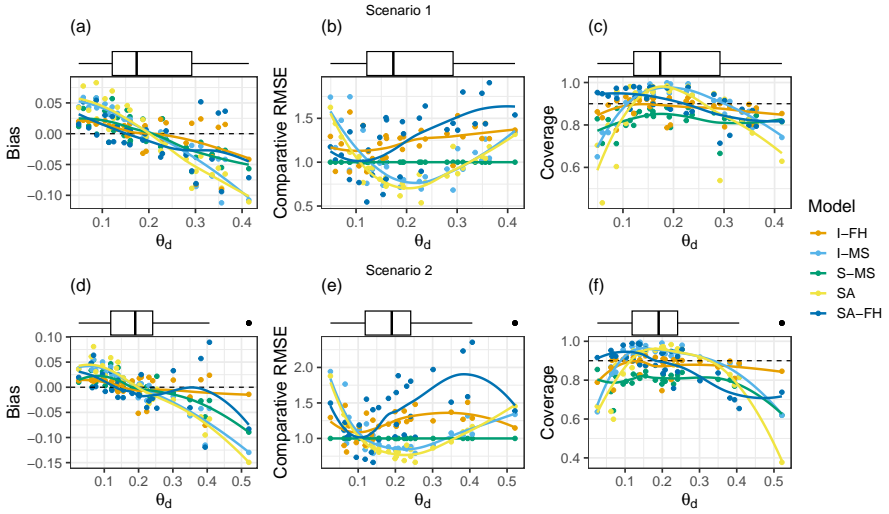 Scenario 1
(a)
(b)
(c)
Bias
0.05
0.00
−0.05
−0.10
0.1
0.2
0.3
0.4
θd
Comparative RMSE
1.5
1.0
0.5
0.1
0.2
0.3
0.4
θd
Coverage
1.0
0.8
0.6
0.1
0.2
0.3
0.4
θd
Model
I−FH
I−MS
S−MS
SA
SA−FH
Scenario 2
(d)
(e)
(f)
Bias
0.10
0.05
0.00
−0.05
−0.10
−0.15
0.1
0.2
0.3
0.4
0.5
θd
Comparative RMSE
2.0
1.5
1.0
0.1
0.2
0.3
0.4
0.5
θd
Coverage
1.0
0.8
0.6
0.4
0.1
0.2
0.3
0.4
0.5
θd